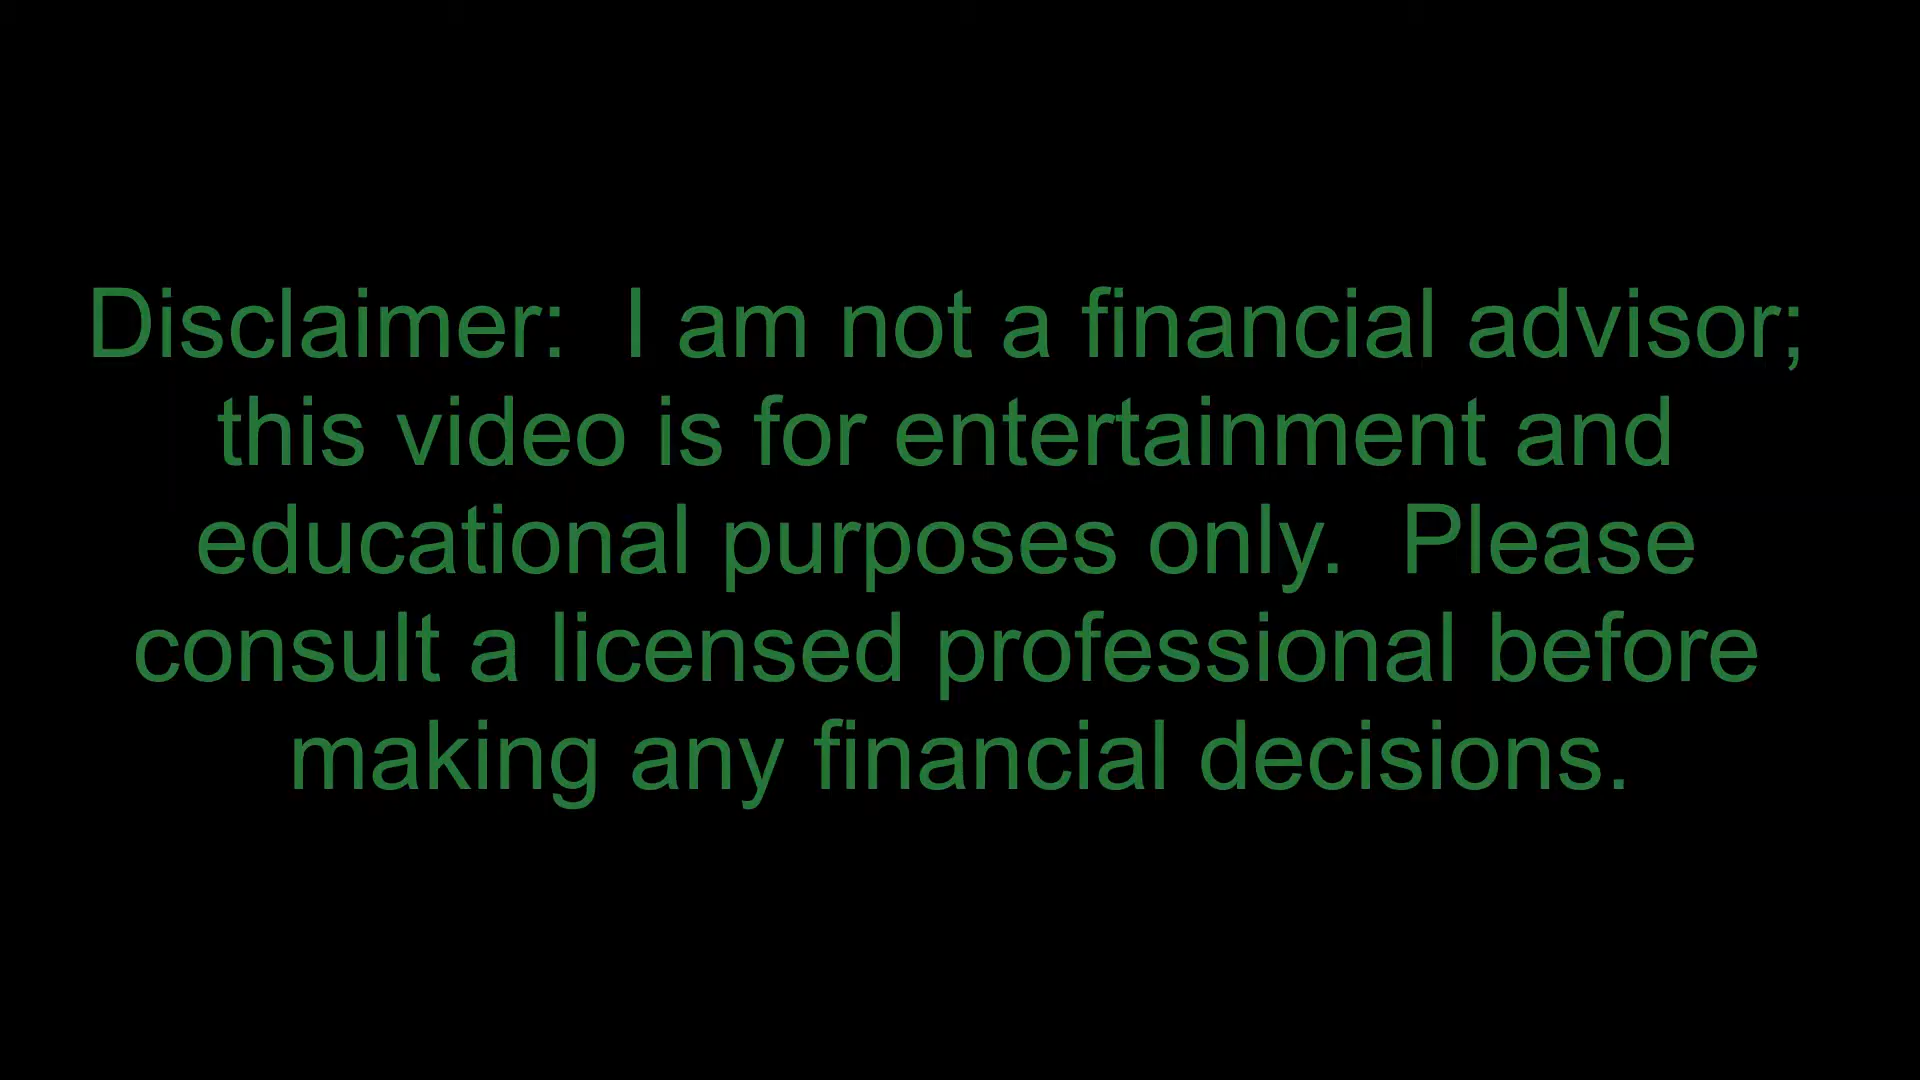 Disclaimer:  I am not a financial advisor;
this video is for entertainment and
educational purposes only.  Please
consult a licensed professional before
making any financial decisions.